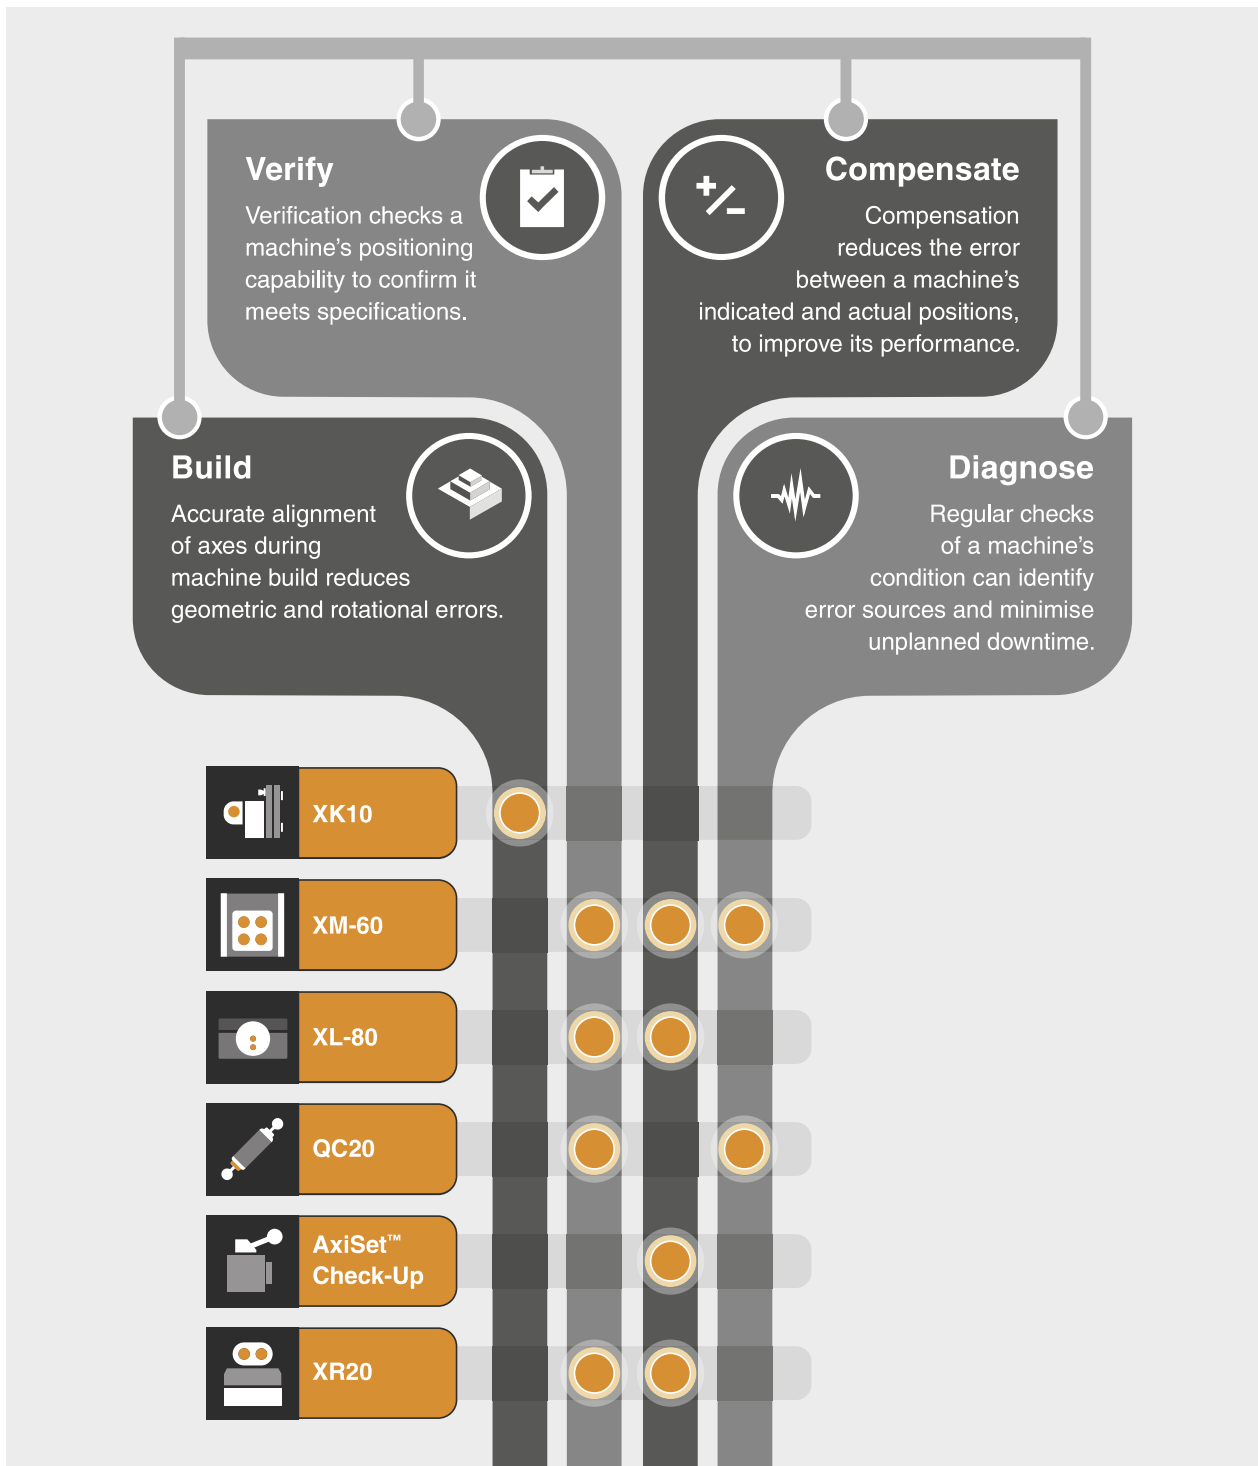 Verify
Verification checks a
machine's positioning
capability to confirm it
meets specifications.
Compensate
Compensation
reduces the error
between a machine's
indicated and actual positions,
to improve its performance.
Build
Accurate alignment
of axes during
machine build reduces
geometric and rotational errors.
Diagnose
Regular checks
of a machine's
condition can identify
error sources and minimise
unplanned downtime.
XK10
XM-60
XL-80
QC20
AxiSet™
Check-Up
XR20